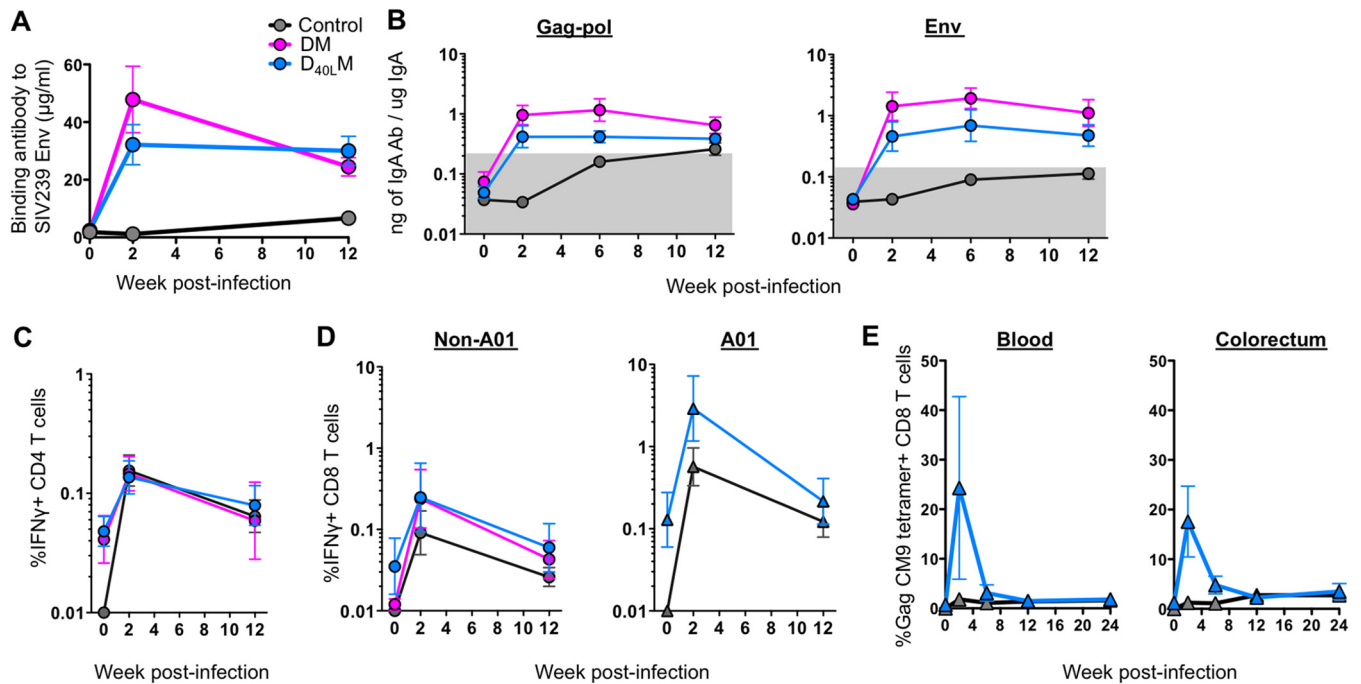 A
Control
DM
D40LM
Binding antibody to
SIV239 Env (µg/ml)
60
40
20
0
0 2 4 6 8 10 12
Week post-infection
B
Gag-pol
Env
ng of IgA Ab / ug IgA
10
1
0.1
0.01
0 2 4 6 8 10 12
10
1
0.1
0.01
0 2 4 6 8 10 12
Week post-infection
C
%IFNγ+ CD4 T cells
1
0.1
0.01
0 2 4 6 8 10 12
Week post-infection
D
Non-A01
A01
%IFNγ+ CD8 T cells
10
1
0.1
0.01
0 2 4 6 8 10 12
10
1
0.1
0.01
0 2 4 6 8 10 12
Week post-infection
E
Blood
Colorectum
%Gag CM9 tetramer+ CD8 T cells
50
40
30
20
10
0
0 4 8 12 16 20 24
50
40
30
20
10
0
0 4 8 12 16 20 24
Week post-infection